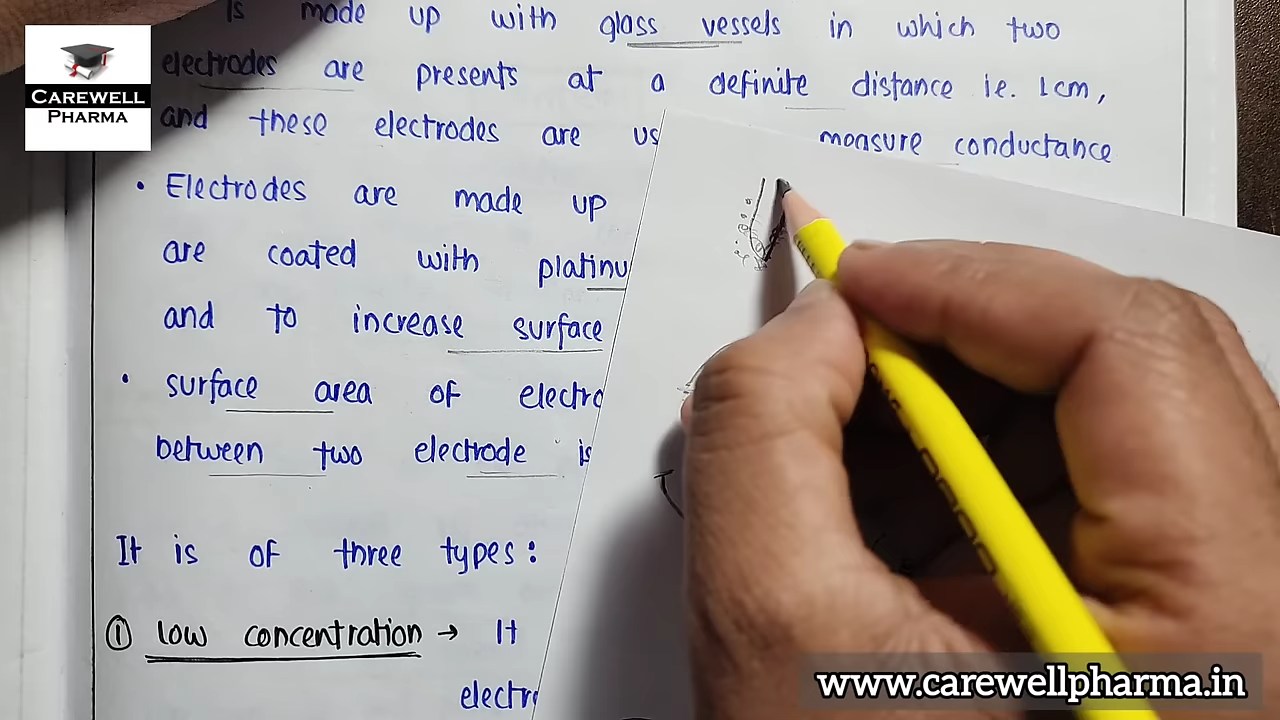 is made up with glass vessels in which two
electrodes are presents at a definite distance ie. 1cm,
and these electrodes are us measure conductance
• Electrodes are made up
are coated with platinu
and to increase surface
• surface area of electro
between two electrode is
It is of three types:
① low concentration → It
electro
CAREWELL
PHARMA
www.carewellpharma.in